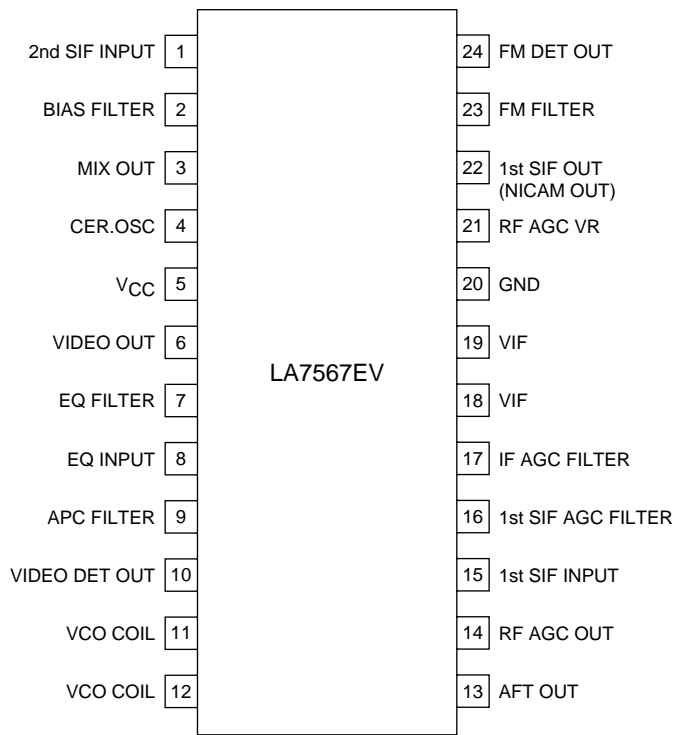 2nd SIF INPUT 1
BIAS FILTER 2
MIX OUT 3
CER.OSC 4
VCC 5
VIDEO OUT 6
EQ FILTER 7
EQ INPUT 8
APC FILTER 9
VIDEO DET OUT 10
VCO COIL 11
VCO COIL 12
LA7567EV
24 FM DET OUT
23 FM FILTER
22 1st SIF OUT
(NICAM OUT)
21 RF AGC VR
20 GND
19 VIF
18 VIF
17 IF AGC FILTER
16 1st SIF AGC FILTER
15 1st SIF INPUT
14 RF AGC OUT
13 AFT OUT